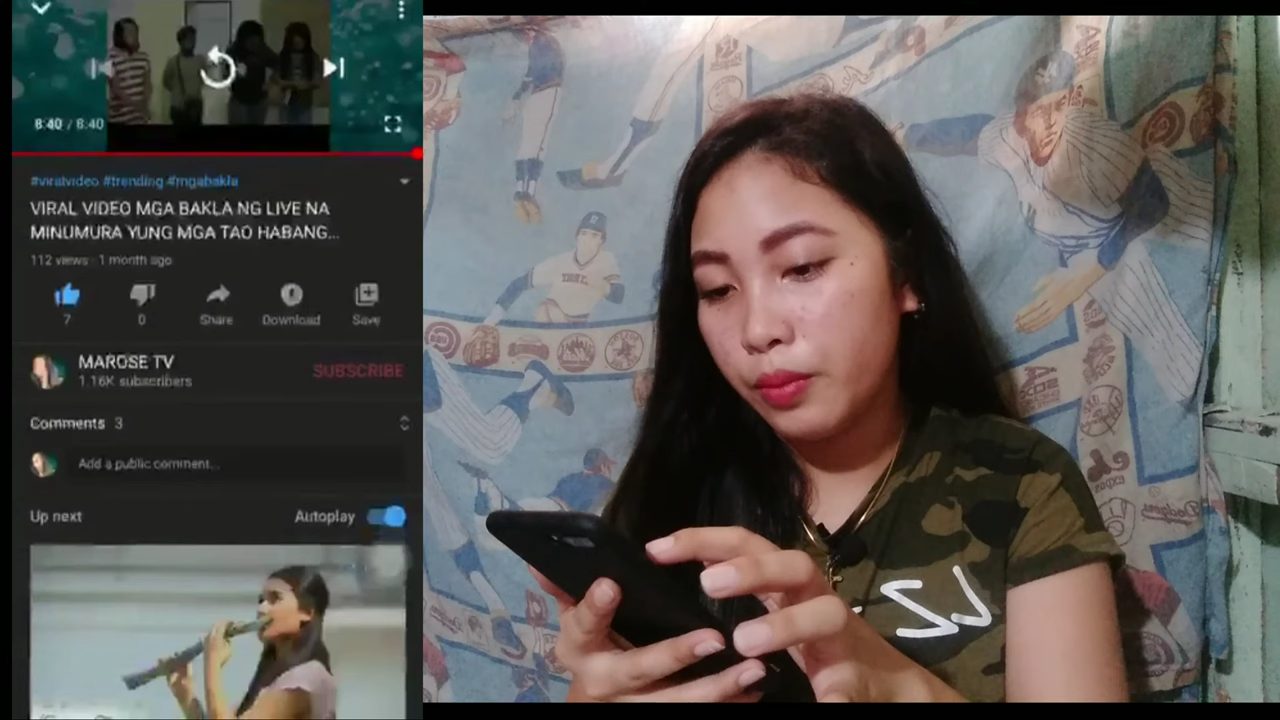 8:40 / 8:40
#viralvideo #trending #mgabakla
VIRAL VIDEO MGA BAKLA NG LIVE NA
MINUMURA YUNG MGA TAO HABANG...
112 views · 1 month ago
7
0
Share
Download
Save
MAROSE TV
1.16K subscribers
SUBSCRIBE
Comments 3
Add a public comment...
Up next
Autoplay